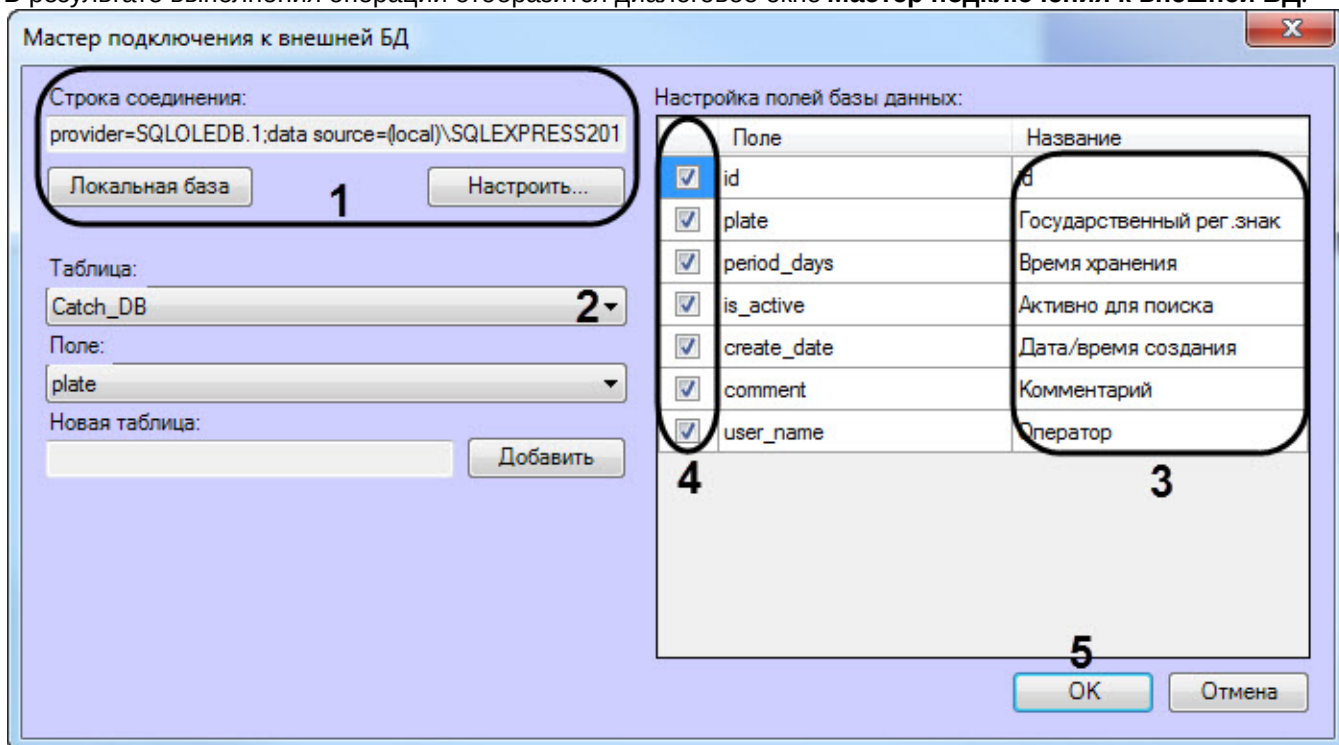 В результате выполнения операции отобразится диалоговое окно Мастер подключения к внешней БД.
Мастер подключения к внешней БД
Строка соединения:
provider=SQLOLEDB.1;data source=(local)\SQLEXPRESS201
Локальная база
1
Настроить...
Таблица:
Catch_DB
2
Поле:
plate
Новая таблица:
Добавить
Настройка полей базы данных:
Поле Название
id id
plate Государственный рег.знак
period_days Время хранения
is_active Активно для поиска
create_date Дата/время создания
comment Комментарий
user_name Оператор
4 3
5
OK Отмена